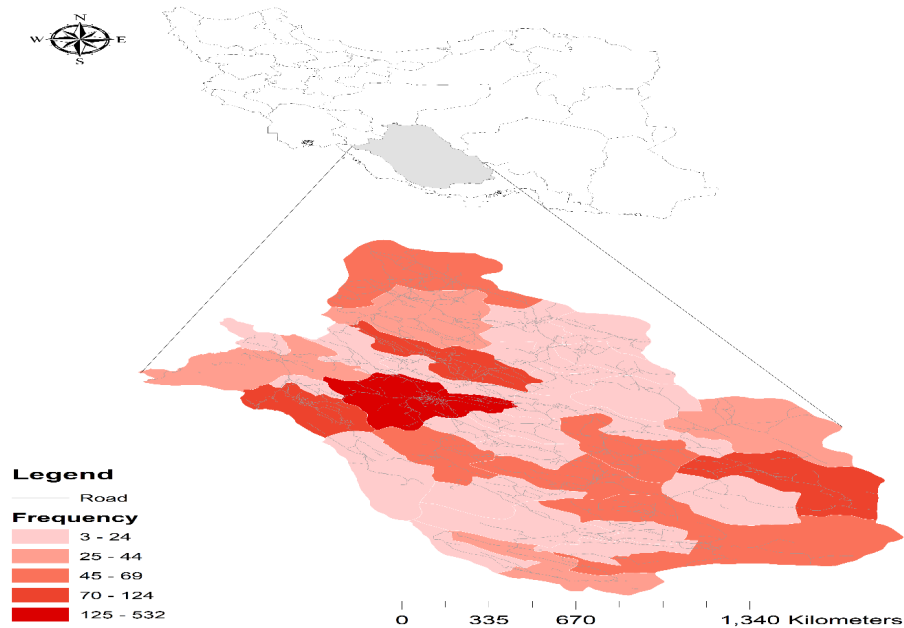 N
W E
S
Legend
Road
Frequency
3 - 24
25 - 44
45 - 69
70 - 124
125 - 532
0 335 670 1,340 Kilometers